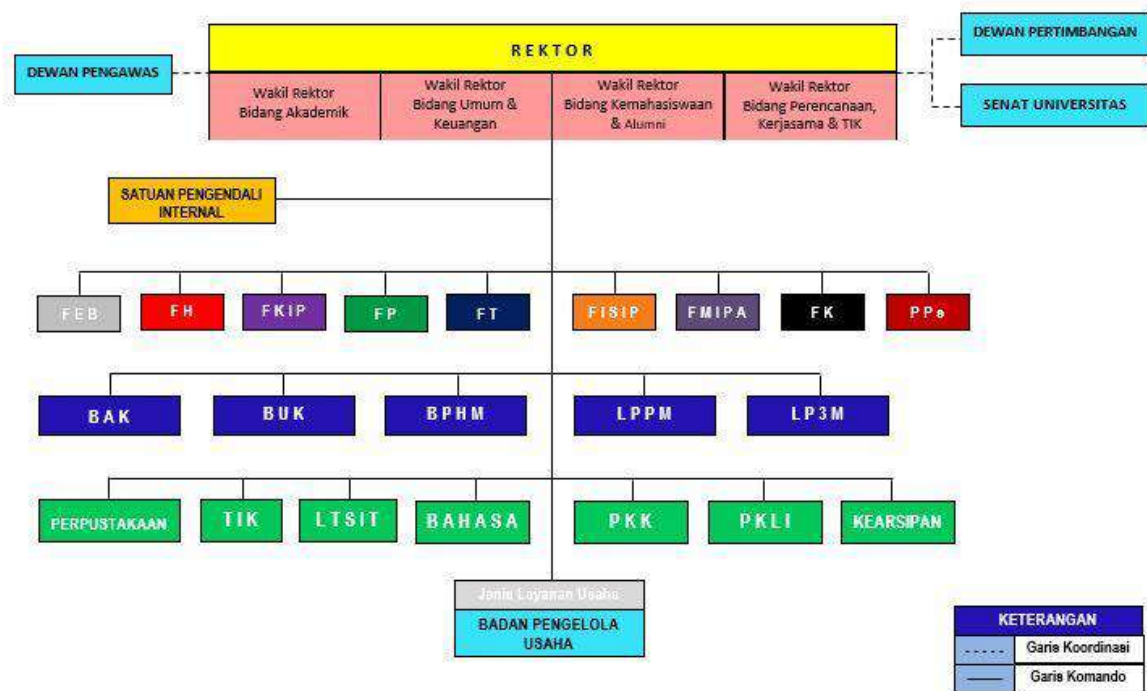 REKTOR
DEWAN PERTIMBANGAN
DEWAN PENGAWAS
SENAT UNIVERSITAS
Wakil Rektor
Bidang Akademik
Wakil Rektor
Bidang Umum &
Keuangan
Wakil Rektor
Bidang Kemahasiswaan
& Alumni
Wakil Rektor
Bidang Perencanaan,
Kerjasama & TIK
SATUAN PENGENDALI
INTERNAL
FEB
FH
FKIP
FP
FT
FISIP
FMIPA
FK
PPs
BAK
BUK
BPHM
LPPM
LP3M
PERPUSTAKAAN
TIK
LTSIT
BAHASA
PKK
PKLI
KEARSIPAN
Jenis Layanan Usaha
BADAN PENGELOLA
USAHA
KETERANGAN
Garis Koordinasi
Garis Komando